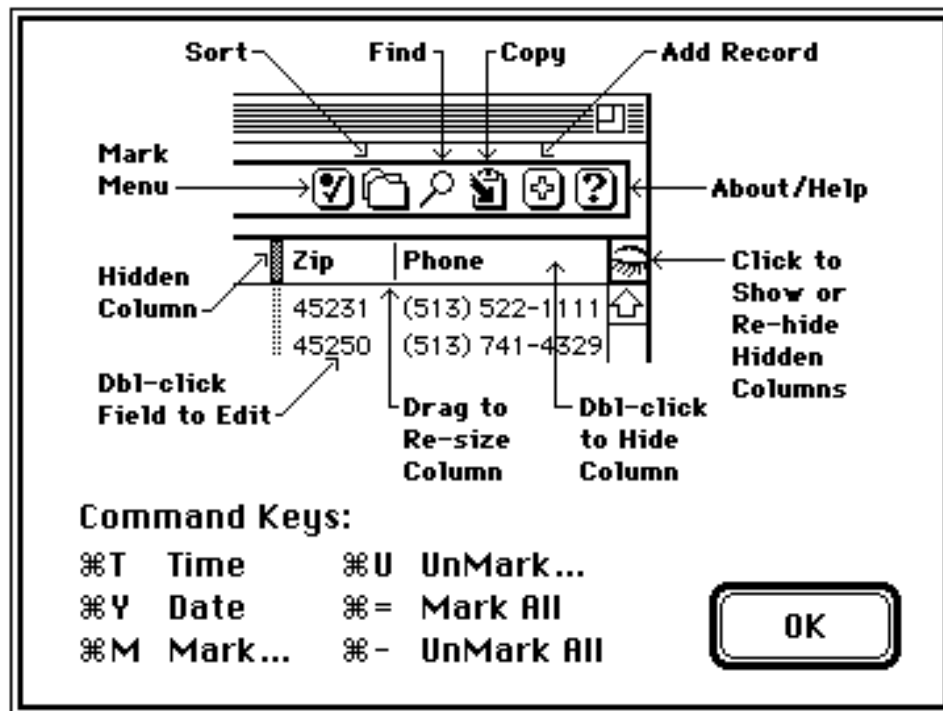 Sort Find Copy Add Record
Mark
Menu
About/Help
?
Zip Phone
Hidden
Column
Click to
Show or
Re-hide
Hidden
Columns
45231 (513) 522-1111
45250 (513) 741-4329
Dbl-click
Field to Edit
Drag to
Re-size
Column
Dbl-click
to Hide
Column
Command Keys:
⌘T Time ⌘U UnMark...
⌘Y Date ⌘= Mark All
⌘M Mark... ⌘- UnMark All
OK